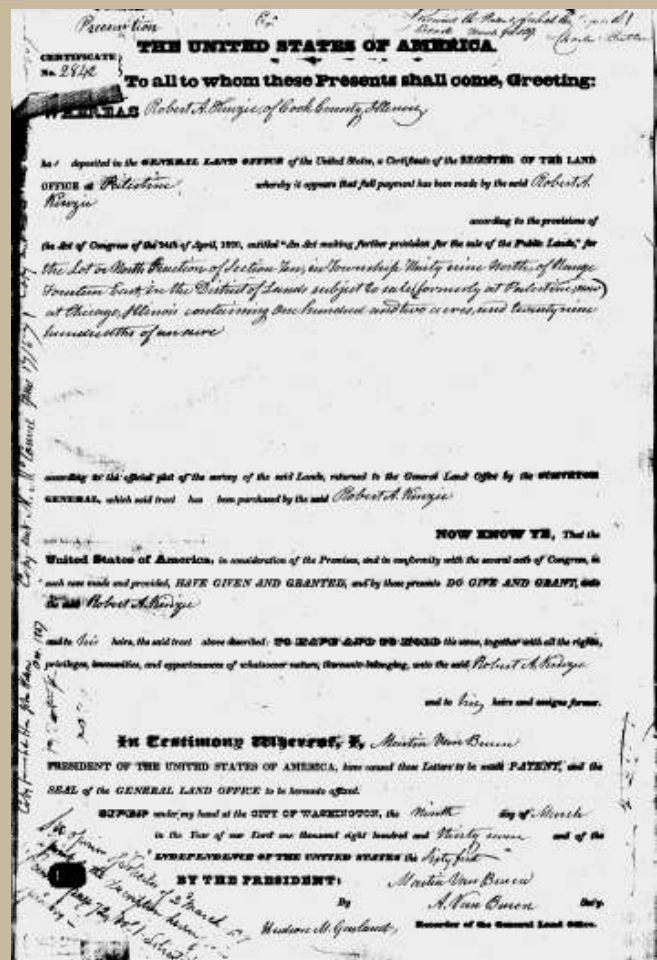 Preemption
THE UNITED STATES OF AMERICA.
CERTIFICATE
No. 2842
To all to whom these Presents shall come, Greeting:
WHEREAS Robert A. Kinzie, of Cook County, Illinois,
has deposited in the GENERAL LAND OFFICE of the United States, a Certificate of the REGISTER OF THE LAND
OFFICE at Palestine whereby it appears that full payment has been made by the said Robert A.
Kinzie
according to the provisions of
the Act of Congress of the 24th of April, 1820, entitled "An Act making further provision for the sale of the Public Lands," for
the Lot or North Fraction of Section Ten, in Township Thirty nine North, of Range
Fourteen East, in the District of Lands subject to sale (formerly at Palestine, now)
at Chicago, Illinois containing One hundred and two acres, and twenty nine
hundredths of an acre
according to the official plat of the survey of the said Lands, returned to the General Land Office by the SURVEYOR
GENERAL, which said tract has been purchased by the said Robert A. Kinzie
NOW KNOW YE, That the
United States of America, in consideration of the Premises, and in conformity with the several acts of Congress, in
such case made and provided, HAVE GIVEN AND GRANTED, and by these presents DO GIVE AND GRANT, unto
the said Robert A. Kinzie
and to his heirs, the said tract above described: TO HAVE AND TO HOLD the same, together with all the rights,
privileges, immunities, and appurtenances of whatsoever nature, thereunto belonging, unto the said Robert A. Kinzie
and to his heirs and assigns forever.
In Testimony Whereof, I, Martin Van Buren
PRESIDENT OF THE UNITED STATES OF AMERICA, have caused these Letters to be made PATENT, and the
SEAL of the GENERAL LAND OFFICE to be hereunto affixed.
GIVEN under my hand at the CITY OF WASHINGTON, the Ninth day of March
in the Year of our Lord one thousand eight hundred and thirty seven and of the
INDEPENDENCE OF THE UNITED STATES the Sixty first
BY THE PRESIDENT: Martin Van Buren
By A. Van Buren Sec'y.
Hudson M. Garland, Recorder of the General Land Office.